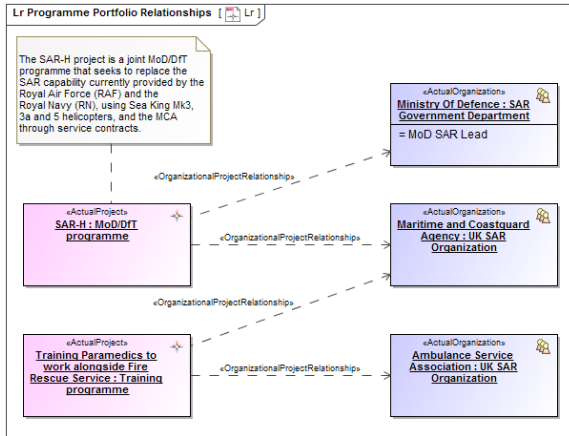 Lr Programme Portfolio Relationships [ Lr ]
The SAR-H project is a joint MoD/DfT
programme that seeks to replace the
SAR capability currently provided by the
Royal Air Force (RAF) and the
Royal Navy (RN), using Sea King Mk3,
3a and 5 helicopters, and the MCA
through service contracts.
«ActualOrganization»
Ministry Of Defence : SAR
Government Department
= MoD SAR Lead
«OrganizationalProjectRelationship»
«ActualProject»
SAR-H : MoD/DfT
programme
«OrganizationalProjectRelationship»
«ActualOrganization»
Maritime and Coastguard
Agency : UK SAR
Organization
«OrganizationalProjectRelationship»
«ActualProject»
Training Paramedics to
work alongside Fire
Rescue Service : Training
programme
«OrganizationalProjectRelationship»
«ActualOrganization»
Ambulance Service
Association : UK SAR
Organization